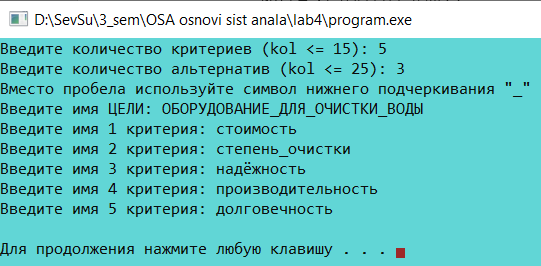 D:\SevSu\3_sem\OSA osnovi sist anala\lab4\program.exe
Введите количество критериев (kol <= 15): 5
Введите количество альтернатив (kol <= 25): 3
Вместо пробела используйте символ нижнего подчеркивания "_"
Введите имя ЦЕЛИ: ОБОРУДОВАНИЕ_ДЛЯ_ОЧИСТКИ_ВОДЫ
Введите имя 1 критерия: стоимость
Введите имя 2 критерия: степень_очистки
Введите имя 3 критерия: надёжность
Введите имя 4 критерия: производительность
Введите имя 5 критерия: долговечность
Для продолжения нажмите любую клавишу . . .